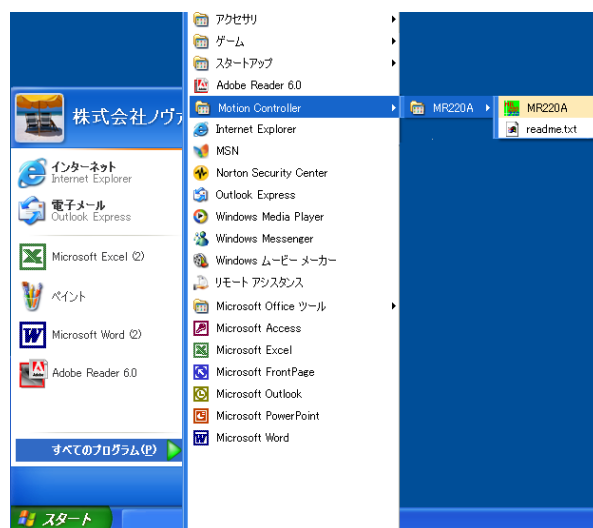 株式会社ノヴ
インターネット
Internet Explorer
電子メール
Outlook Express
Microsoft Excel (2)
ペイント
Microsoft Word (2)
Adobe Reader 6.0
すべてのプログラム(P)
スタート
アクセサリ
ゲーム
スタートアップ
Adobe Reader 6.0
Motion Controller
Internet Explorer
MSN
Norton Security Center
Outlook Express
Windows Media Player
Windows Messenger
Windows ムービー メーカー
リモート アシスタンス
Microsoft Office ツール
Microsoft Access
Microsoft Excel
Microsoft FrontPage
Microsoft Outlook
Microsoft PowerPoint
Microsoft Word
MR220A
MR220A
readme.txt